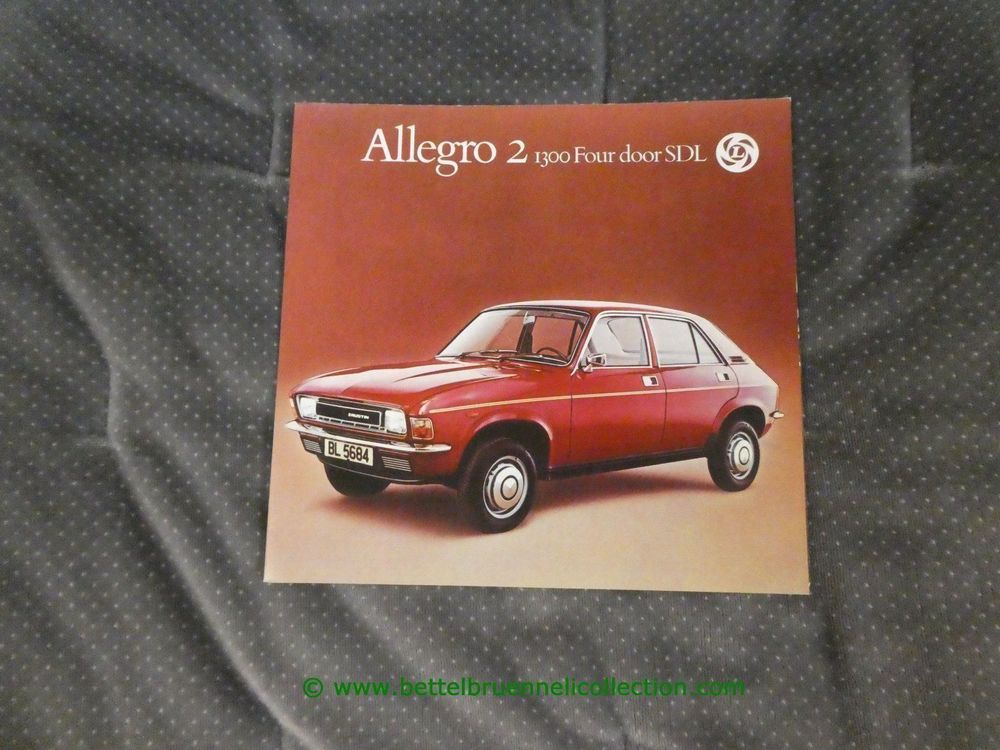 Allegro 2 1300 Four door SDL L
AUSTIN
BL 5684
© www.bettelbruennelicollection.com